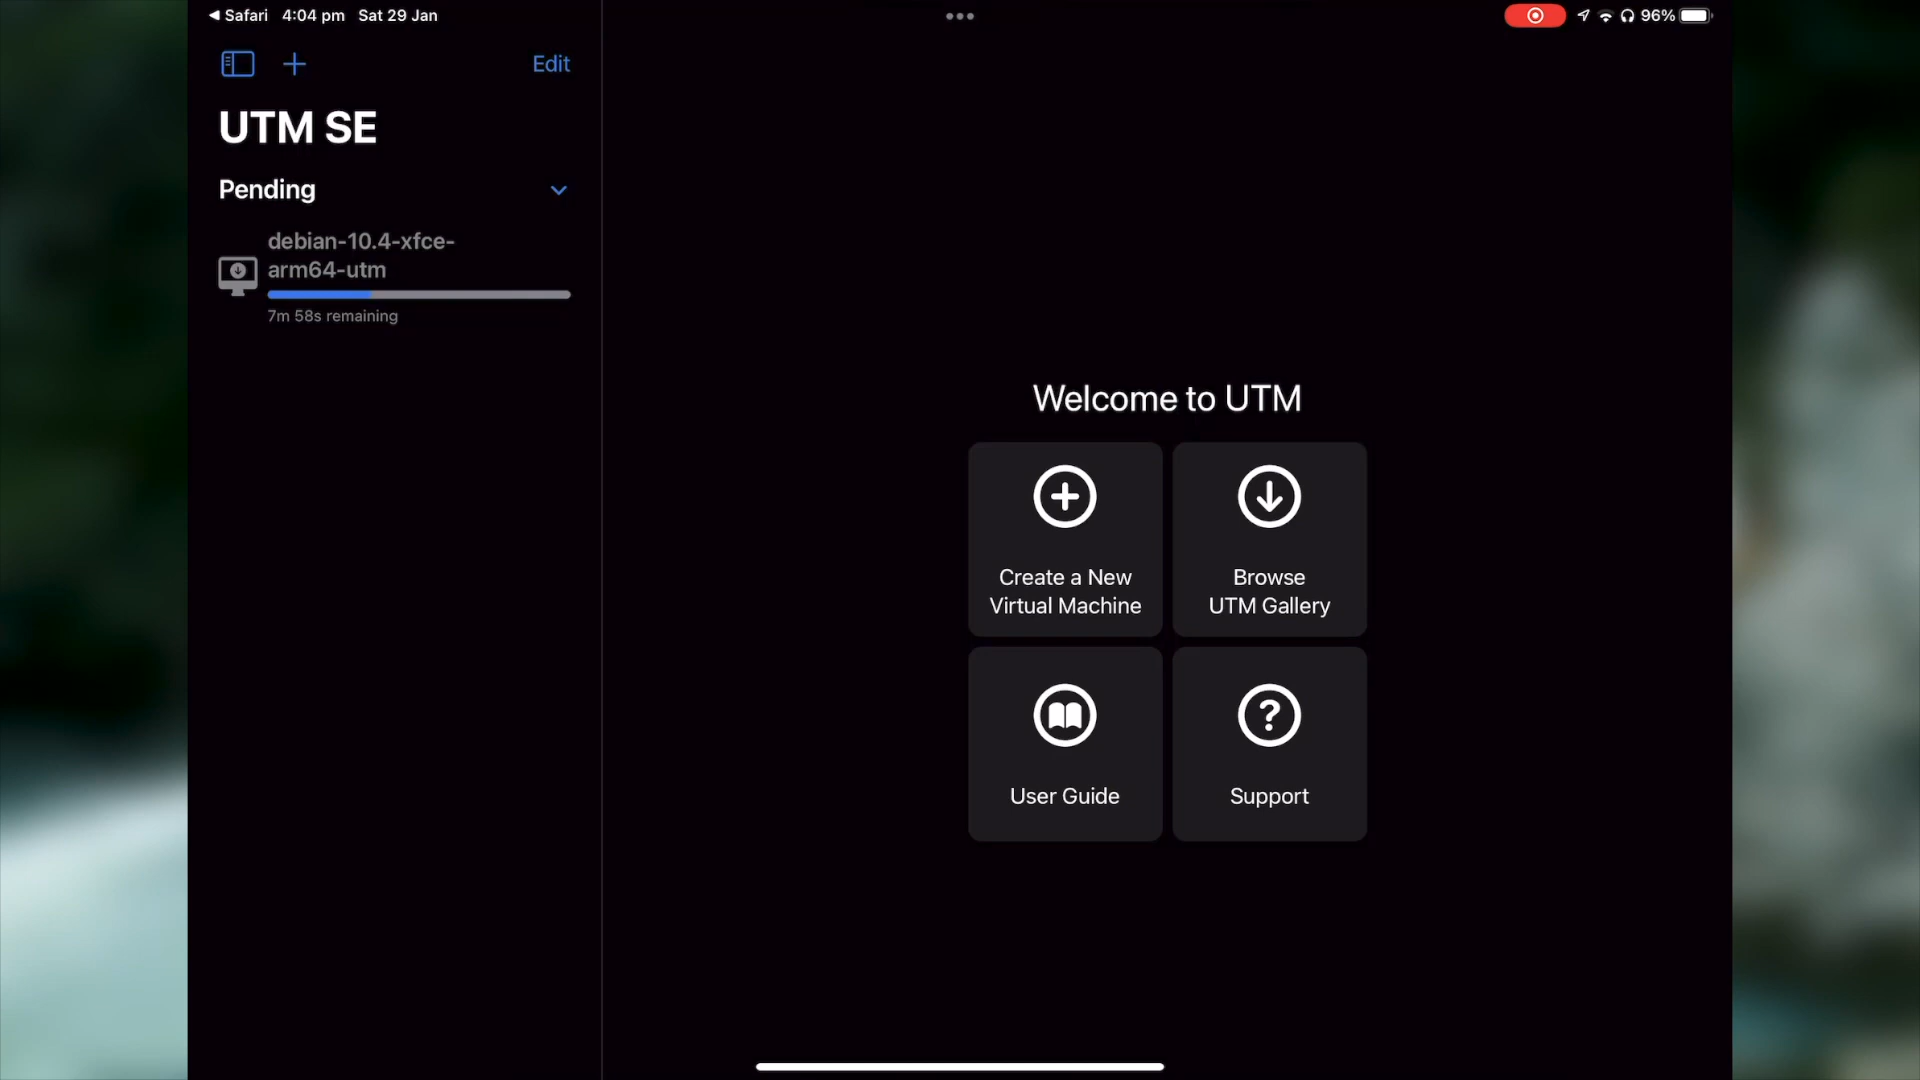 Safari 4:04 pm Sat 29 Jan
96%
Edit
UTM SE
Pending
debian-10.4-xfce-
arm64-utm
7m 58s remaining
Welcome to UTM
Create a New
Virtual Machine
Browse
UTM Gallery
User Guide
Support